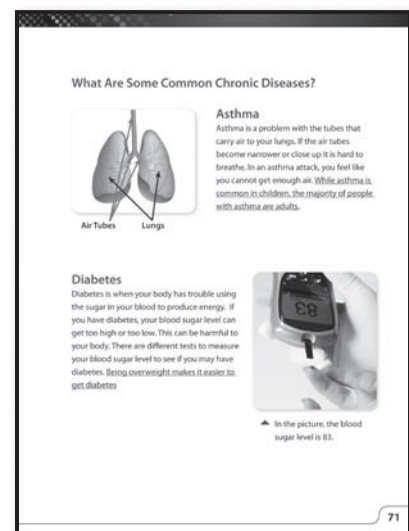 What Are Some Common Chronic Diseases?
Asthma
Asthma is a problem with the tubes that
carry air to your lungs. If the air tubes
become narrower or close up it is hard to
breathe. In an asthma attack, you feel like
you cannot get enough air. While asthma is
common in children, the majority of people
with asthma are adults.
Air Tubes Lungs
Diabetes
Diabetes is when your body has trouble using
the sugar in your blood to produce energy. If
you have diabetes, your blood sugar level can
get too high or too low. This can be harmful to
your body. There are different tests to measure
your blood sugar level to see if you may have
diabetes. Being overweight makes it easier to
get diabetes
83
In the picture, the blood
sugar level is 83.
71